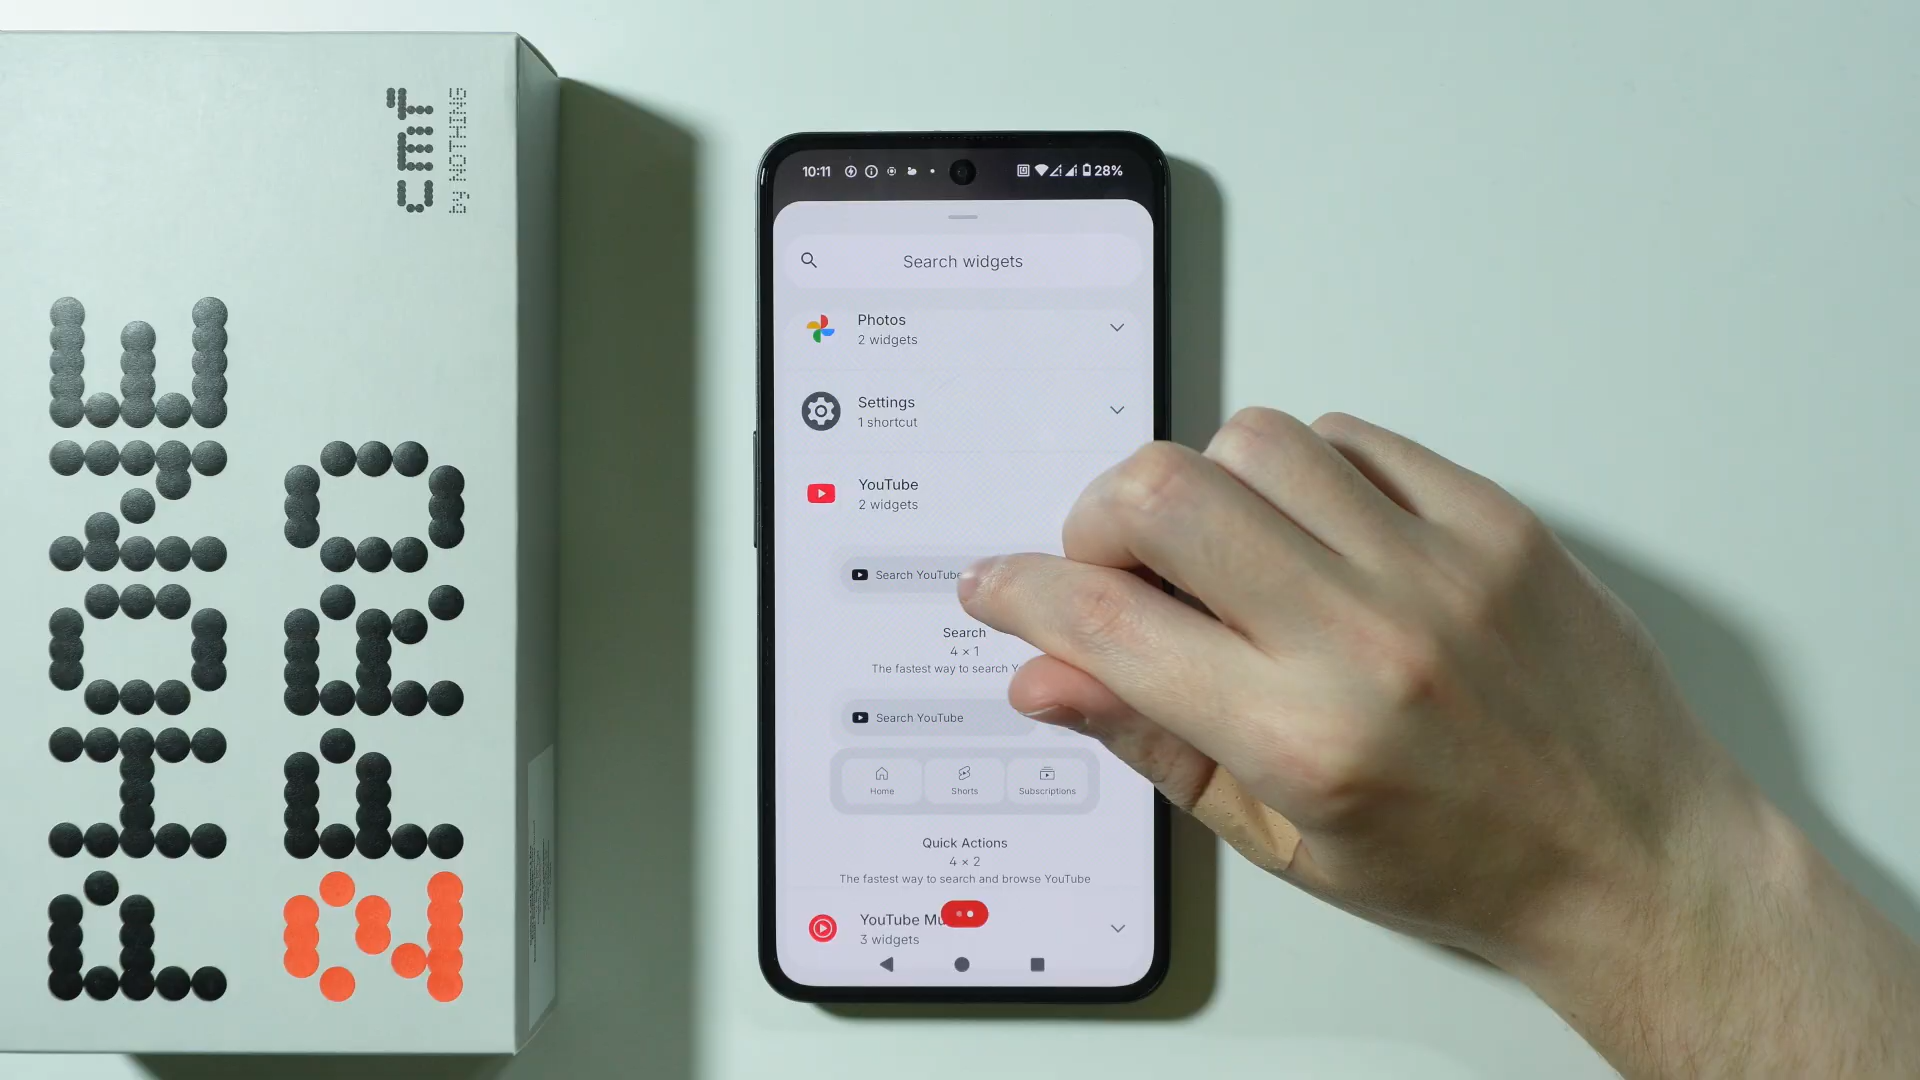 cmf
by NOTHING
PHONE
2 PRO
10:11
28%
Search widgets
Photos
2 widgets
Settings
1 shortcut
YouTube
2 widgets
Search YouTube
Search
4 × 1
The fastest way to search
Search YouTube
Home
Shorts
Subscriptions
Quick Actions
4 × 2
The fastest way to search and browse YouTube
YouTube Mu
3 widgets